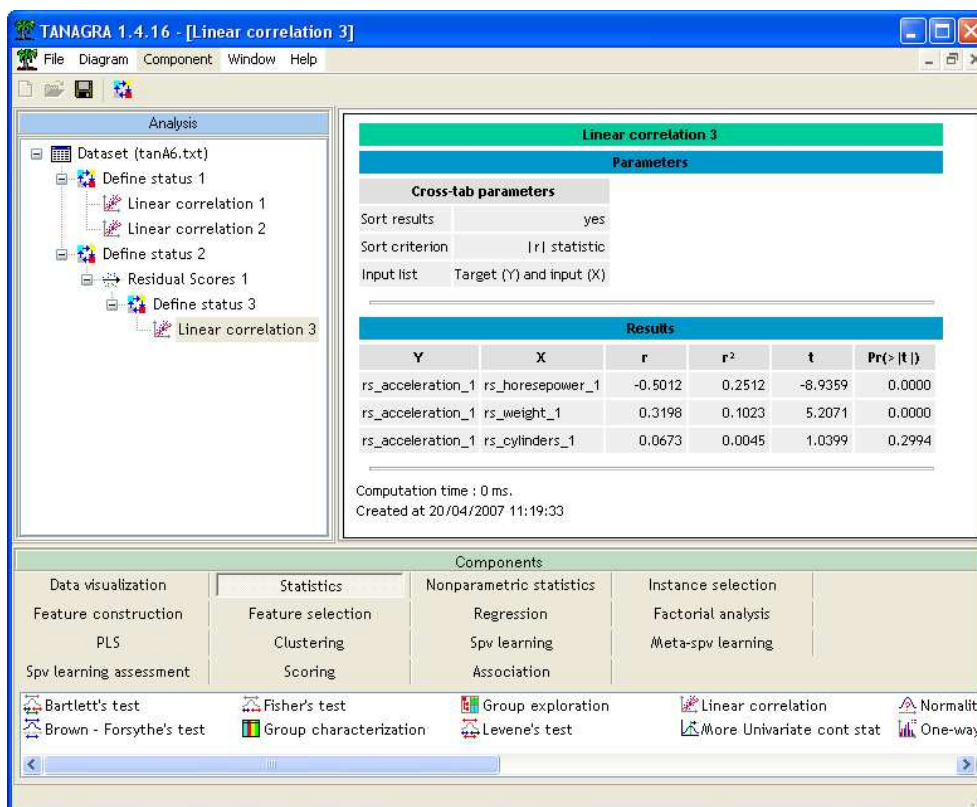 TANAGRA 1.4.16 - [Linear correlation 3]
File Diagram Component Window Help
Analysis
Dataset (tanA6.txt)
Define status 1
Linear correlation 1
Linear correlation 2
Define status 2
Residual Scores 1
Define status 3
Linear correlation 3
Linear correlation 3
Parameters
Cross-tab parameters
Sort results yes
Sort criterion |r| statistic
Input list Target (Y) and input (X)
Results
Y X r r² t Pr(>|t|)
rs_acceleration_1 rs_horesepower_1 -0.5012 0.2512 -8.9359 0.0000
rs_acceleration_1 rs_weight_1 0.3198 0.1023 5.2071 0.0000
rs_acceleration_1 rs_cylinders_1 0.0673 0.0045 1.0399 0.2994
Computation time : 0 ms.
Created at 20/04/2007 11:19:33
Components
Data visualization Statistics Nonparametric statistics Instance selection
Feature construction Feature selection Regression Factorial analysis
PLS Clustering Spv learning Meta-spv learning
Spv learning assessment Scoring Association
Bartlett's test Fisher's test Group exploration Linear correlation Normalit
Brown - Forsythe's test Group characterization Levene's test More Univariate cont stat One-way